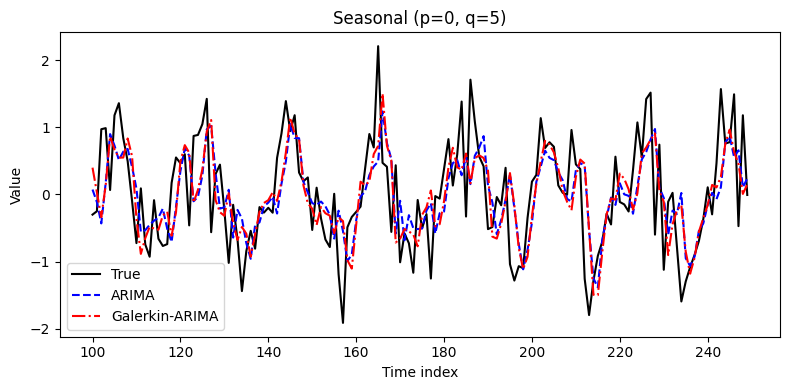 Seasonal (p=0, q=5)
Value
2
1
0
−1
−2
True
ARIMA
Galerkin-ARIMA
100 120 140 160 180 200 220 240
Time index